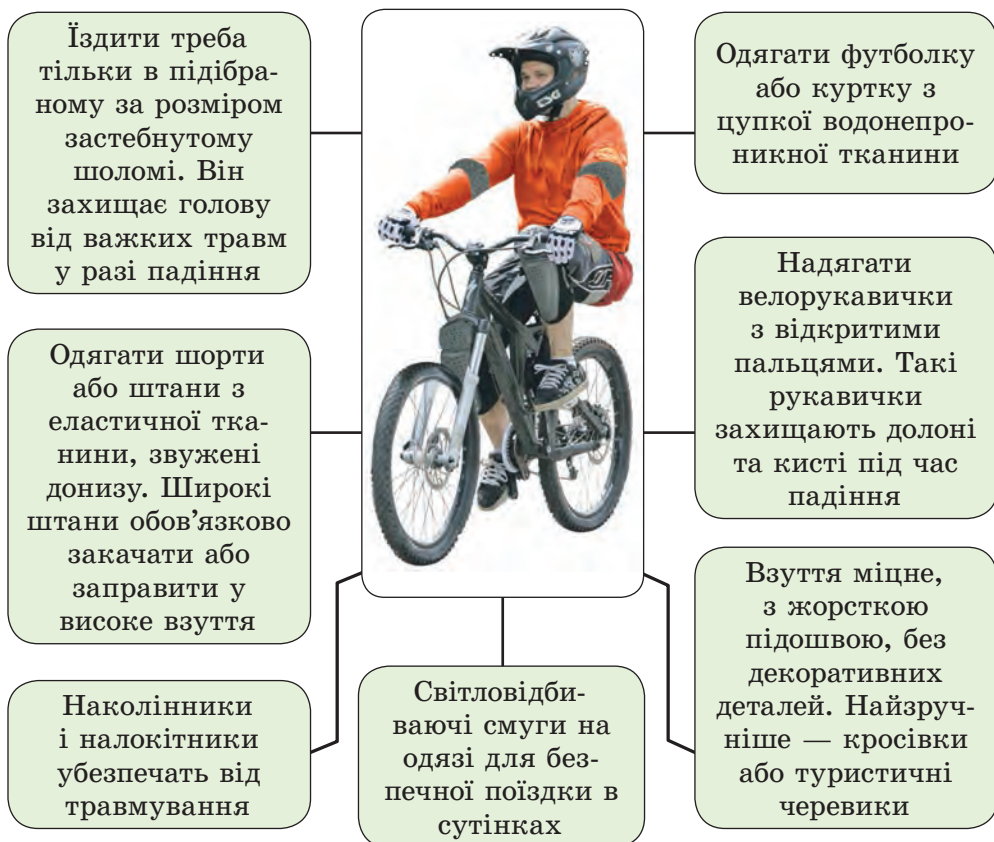 Їздити треба
тільки в підібра-
ному за розміром
застебнутому
шоломі. Він
захищає голову
від важких травм
у разі падіння
Одягати шорти
або штани з
еластичної тка-
нини, звужені
донизу. Широкі
штани обов’язково
закачати або
заправити у
високе взуття
Наколінники
і налокітники
убезпечать від
травмування
Світловідби-
ваючі смуги на
одязі для без-
печної поїздки в
сутінках
Одягати футболку
або куртку з
цупкої водонепро-
никної тканини
Надягати
велорукавички
з відкритими
пальцями. Такі
рукавички
захищають долоні
та кисті під час
падіння
Взуття міцне,
з жорсткою
підошвою, без
декоративних
деталей. Найзруч-
ніше — кросівки
або туристичні
черевики